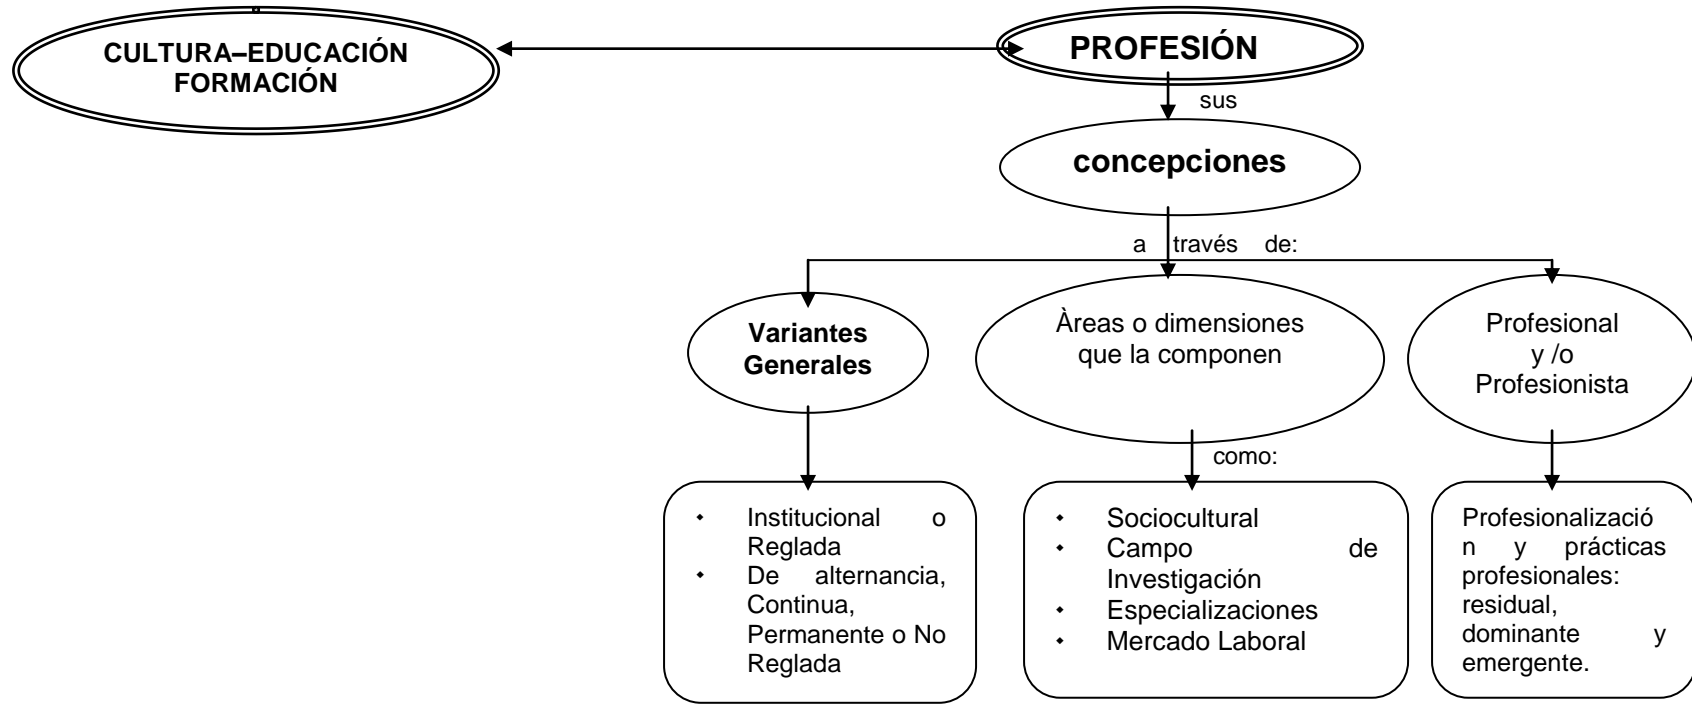 CULTURA–EDUCACIÓN
FORMACIÓN
PROFESIÓN
sus
concepciones
a través de:
Variantes
Generales
Àreas o dimensiones
que la componen
Profesional
y /o
Profesionista
como:
Institucional o
Reglada
De alternancia,
Continua,
Permanente o No
Reglada
Sociocultural
Campo de
Investigación
Especializaciones
Mercado Laboral
Profesionalizació
n y prácticas
profesionales:
residual,
dominante y
emergente.